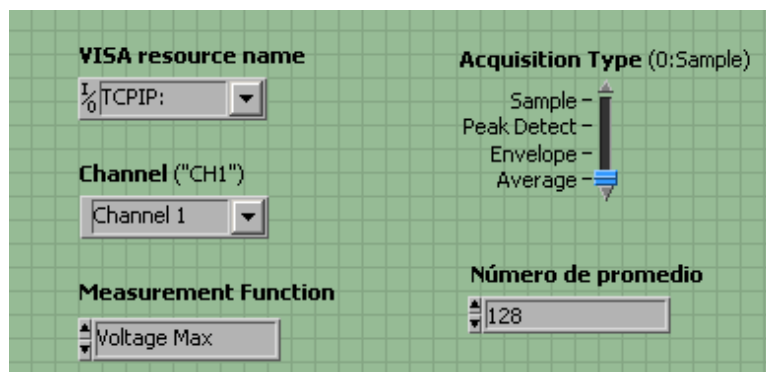 VISA resource name
TCPIP:
Channel ("CH1")
Channel 1
Measurement Function
Voltage Max
Acquisition Type (0:Sample)
Sample
Peak Detect
Envelope
Average
Número de promedio
128